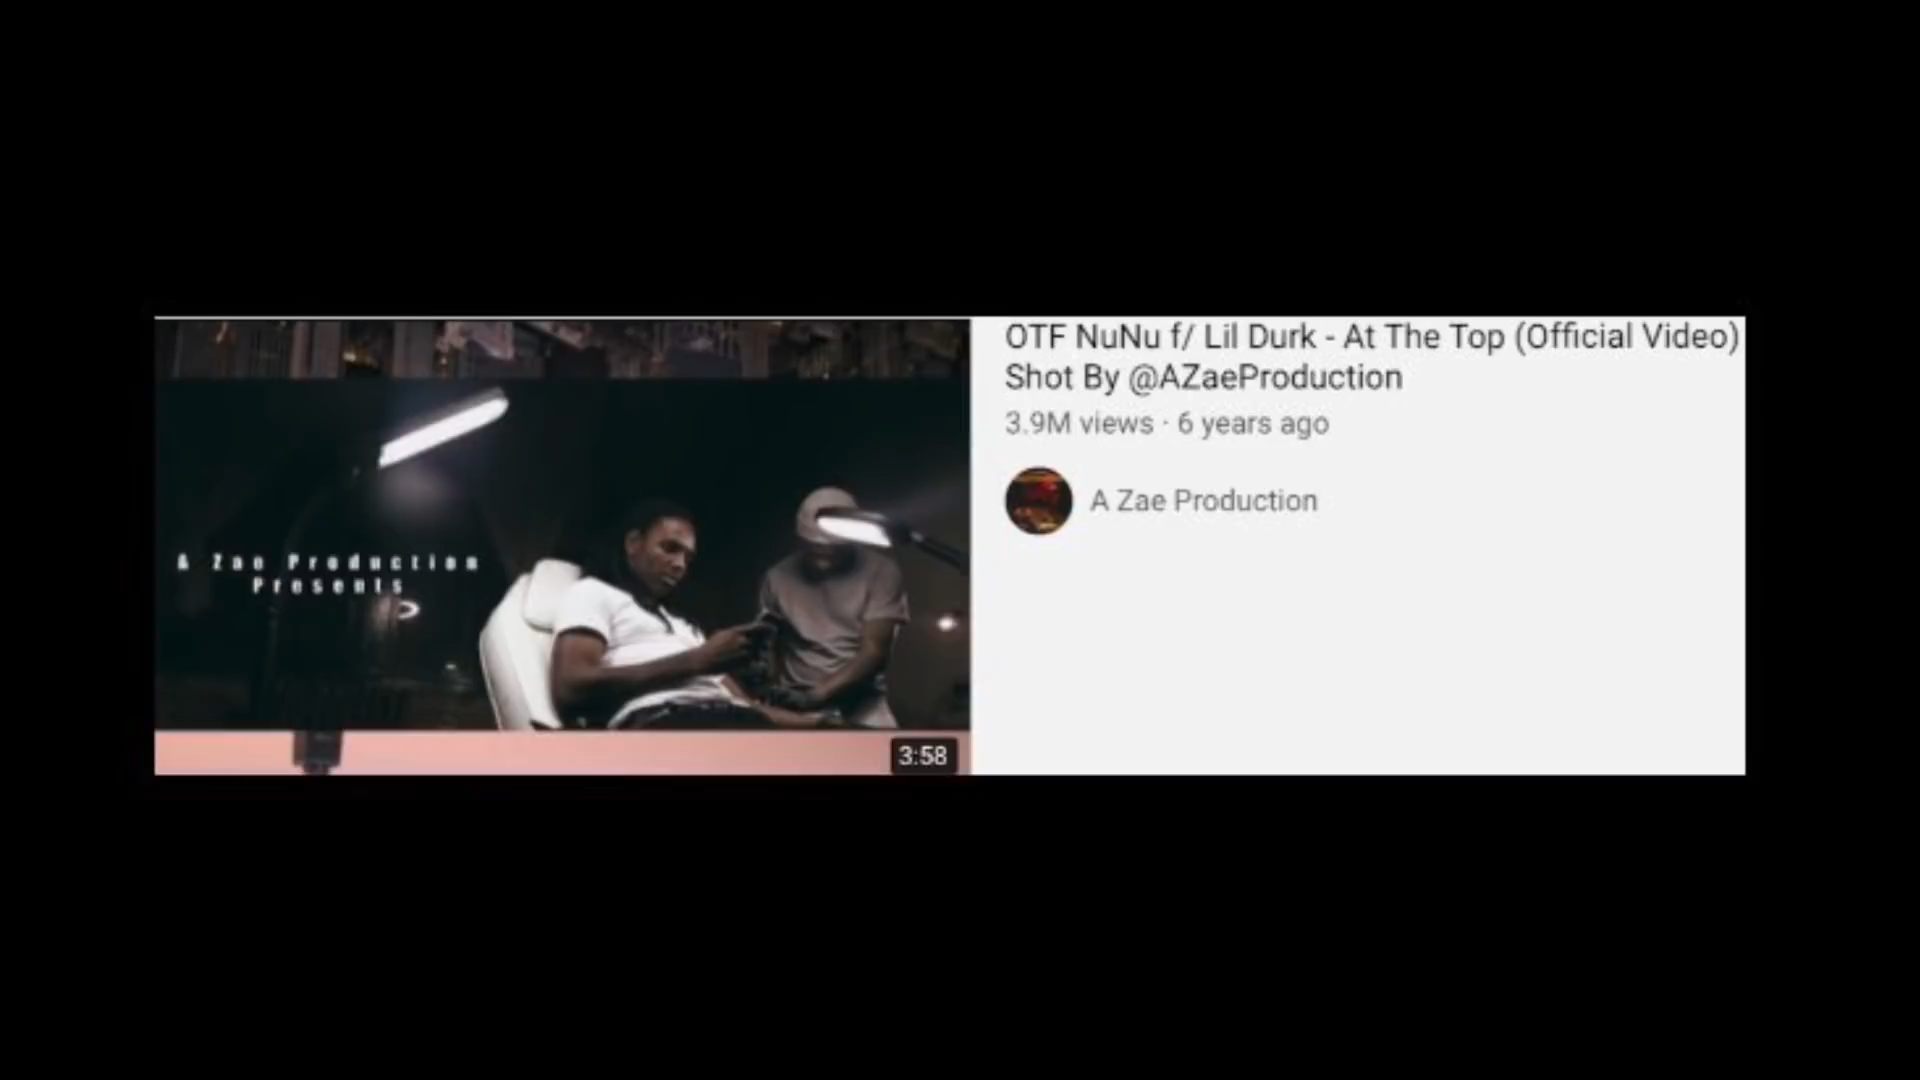 OTF NuNu f/ Lil Durk - At The Top (Official Video)
Shot By @AZaeProduction
3.9M views · 6 years ago
A Zae Production
A Zae Production
Presents
3:58